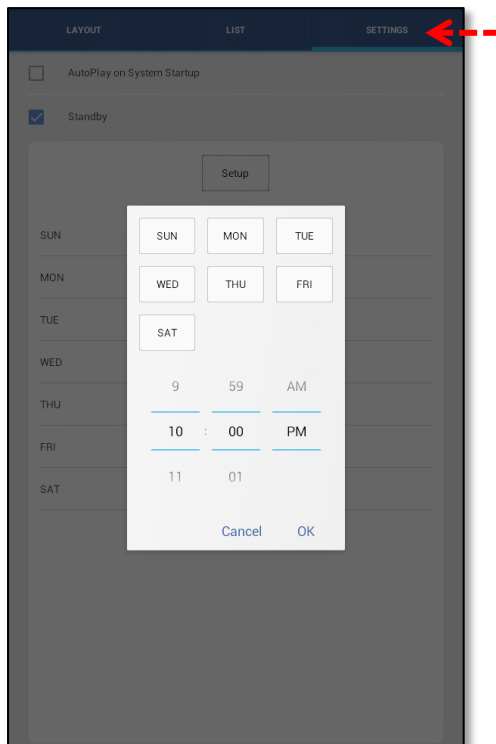 LAYOUT LIST SETTINGS
AutoPlay on System Startup
Standby
Setup
SUN
MON
TUE
WED
THU
FRI
SAT
SUN MON TUE
WED THU FRI
SAT
9 59 AM
10 : 00 PM
11 01
Cancel OK